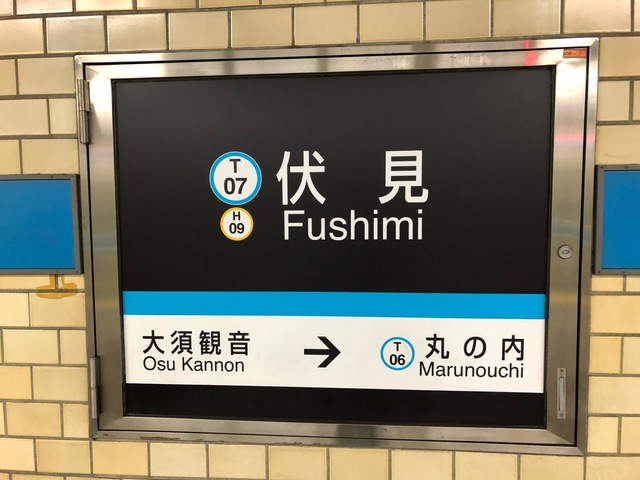 T
07
伏見
H
09
Fushimi
大須観音
Osu Kannon
→
T
06
丸の内
Marunouchi